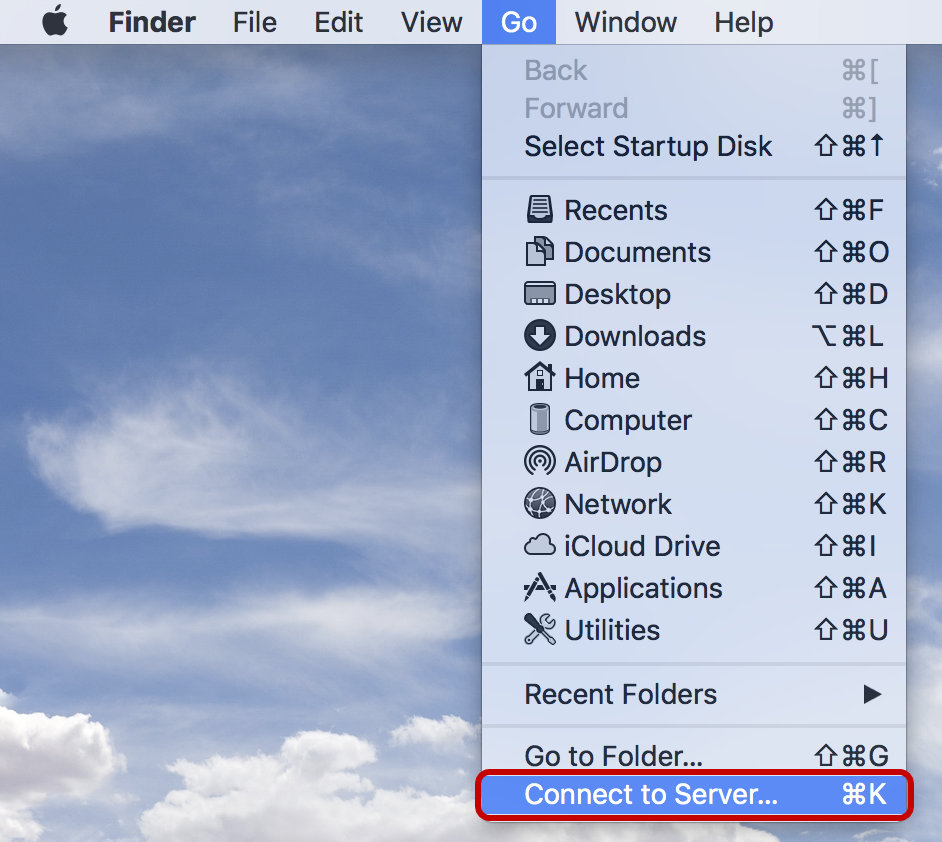 Finder File Edit View Go Window Help
Back ⌘[
Forward ⌘]
Select Startup Disk ⇧⌘↑
Recents ⇧⌘F
Documents ⇧⌘O
Desktop ⇧⌘D
Downloads ⌥⌘L
Home ⇧⌘H
Computer ⇧⌘C
AirDrop ⇧⌘R
Network ⇧⌘K
iCloud Drive ⇧⌘I
Applications ⇧⌘A
Utilities ⇧⌘U
Recent Folders ▶
Go to Folder... ⇧⌘G
Connect to Server... ⌘K